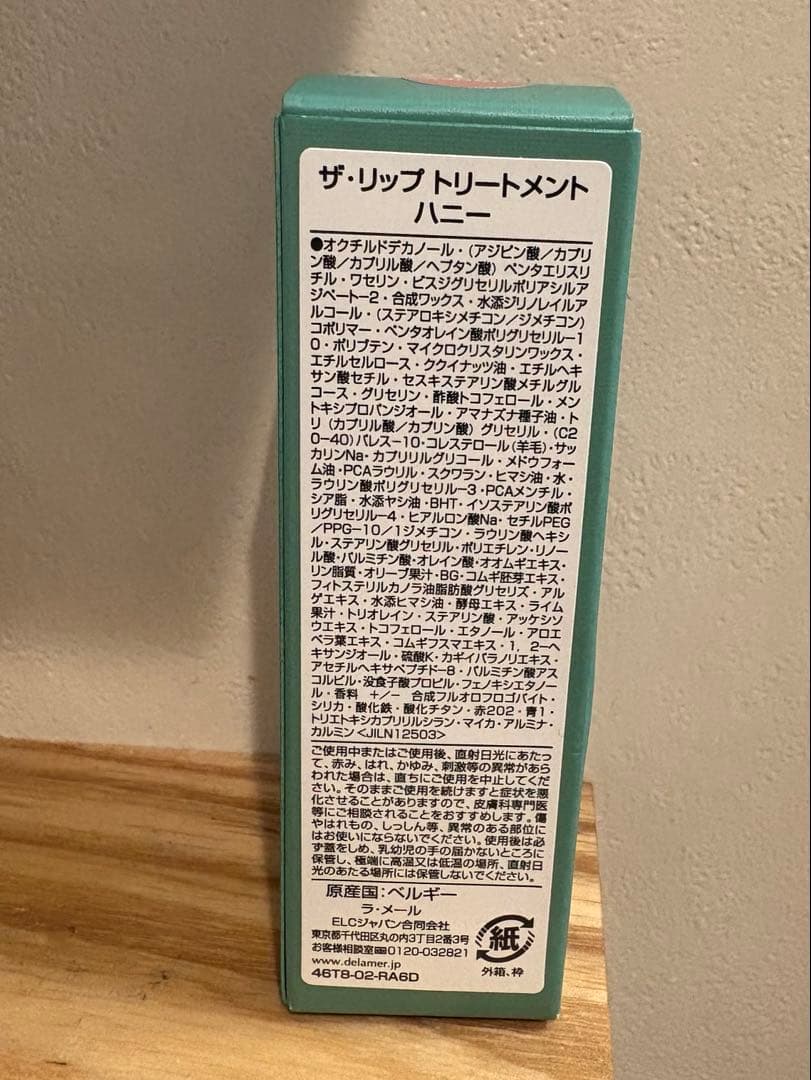 ザ・リップ トリートメント
ハニー
●オクチルドデカノール・(アジピン酸/カプリ
ン酸/カプリル酸/ヘプタン酸) ペンタエリスリ
チル・ワセリン・ビスジグリセリルポリアシルア
ジペート-2・合成ワックス・水添ジリノレイルア
ルコール・(ステアロキシメチコン/ジメチコン)
コポリマー・ペンタオレイン酸ポリグリセリル-1
0・ポリブテン・マイクロクリスタリンワックス・
エチルセルロース・ククイナッツ油・エチルヘキ
サン酸セチル・セスキステアリン酸メチルグル
コース・グリセリン・酢酸トコフェロール・メン
トキシプロパンジオール・アマナズナ種子油・ト
リ (カプリル酸/カプリン酸) グリセリル・(C2
0-40)パレス-10・コレステロール(羊毛)・サッ
カリンNa・カプリリルグリコール・メドウフォー
ム油・PCAラウリル・スクワラン・ヒマシ油・水・
ラウリン酸ポリグリセリル-3・PCAメンチル・
シア脂・水添ヤシ油・BHT・イソステアリン酸ポ
リグリセリル-4・ヒアルロン酸Na・セチルPEG
/PPG-10/1ジメチコン・ラウリン酸ヘキシ
ル・ステアリン酸グリセリル・ポリエチレン・リノー
ル酸・パルミチン酸・オレイン酸・オオムギエキス・
リン脂質・オリーブ果汁・BG・コムギ胚芽エキス・
フィトステリルカノラ油脂肪酸グリセリズ・アル
ゲエキス・水添ヒマシ油・酵母エキス・ライム
果汁・トリオレイン・ステアリン酸・アッケシソ
ウエキス・トコフェロール・エタノール・アロエ
ベラ葉エキス・コムギフスマエキス・1, 2-ヘ
キサンジオール・硫酸K・カギイバラノリエキス・
アセチルヘキサペプチド-8・パルミチン酸アス
コルビル・没食子酸プロピル・フェノキシエタノー
ル・香料 +/- 合成フルオロフロゴパイト・
シリカ・酸化鉄・酸化チタン・赤202・青1・
トリエトキシカプリリルシラン・マイカ・アルミナ・
カルミン <JILN12503>
ご使用中またはご使用後、直射日光にあたっ
て、赤み、はれ、かゆみ、刺激等の異常があら
われた場合は、直ちにご使用を中止してくださ
い。そのままご使用を続けますと症状を悪
化させることがありますので、皮膚科専門医
等にご相談されることをおすすめします。傷
やはれもの、しっしん等、異常のある部位に
はお使いにならないでください。使用後は必
ず蓋をしめ、乳幼児の手の届かないところに
保管し、極端に高温又は低温の場所、直射日
光のあたる場所には保管しないでください。
原産国:ベルギー
ラ・メール
ELCジャパン合同会社
東京都千代田区丸の内3丁目2番3号
お客様相談室 0120-032821
www.delamer.jp
46T8-02-RA6D
紙
外箱、枠